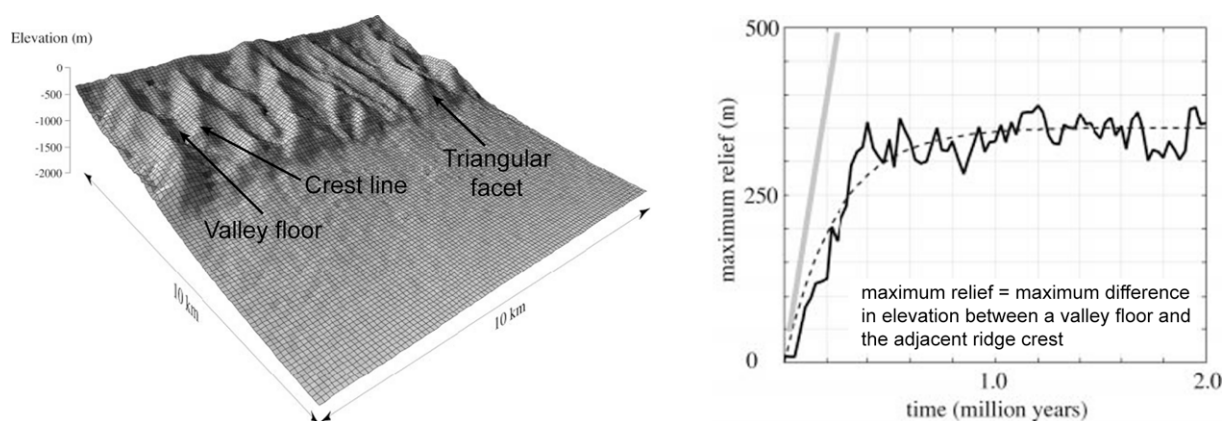 Elevation (m)
0
-500
-1000
-1500
-2000
Triangular
facet
Crest line
Valley floor
10 km
10 km
500
250
0
maximum relief (m)
maximum relief = maximum difference
in elevation between a valley floor and
the adjacent ridge crest
1.0
2.0
time (million years)